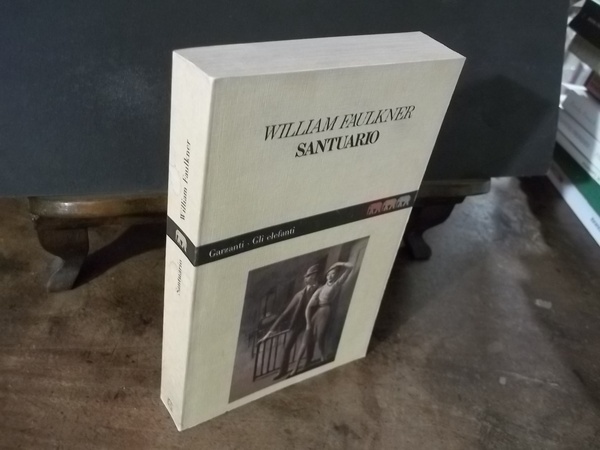 WILLIAM FAULKNER
SANTUARIO
Garzanti · Gli elefanti
William Faulkner
Santuario